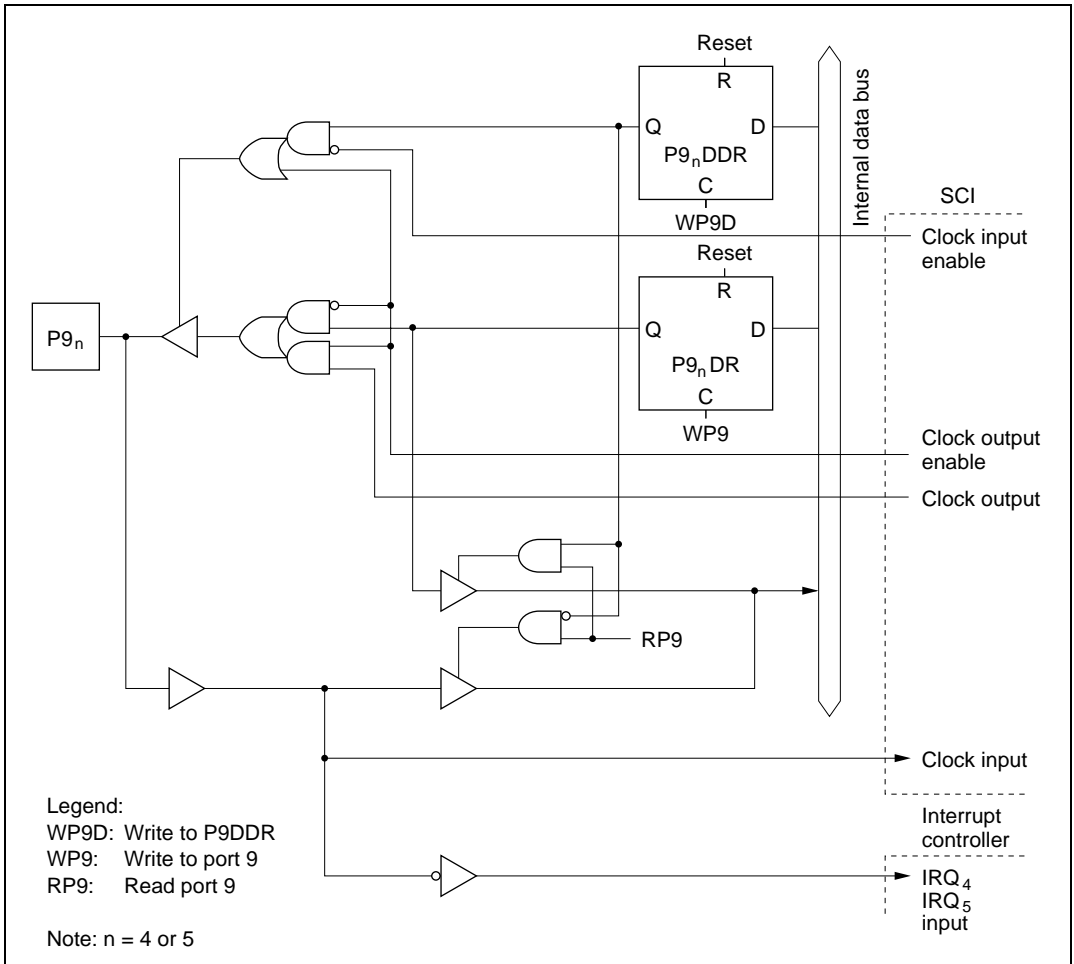 Reset
R
Q
D
P9nDDR
C
WP9D
Internal data bus
SCI
Clock input
enable
Reset
R
Q
D
P9nDR
C
WP9
P9n
Clock output
enable
Clock output
RP9
Clock input
Legend:
WP9D: Write to P9DDR
WP9: Write to port 9
RP9: Read port 9
Note: n = 4 or 5
Interrupt
controller
IRQ4
IRQ5
input